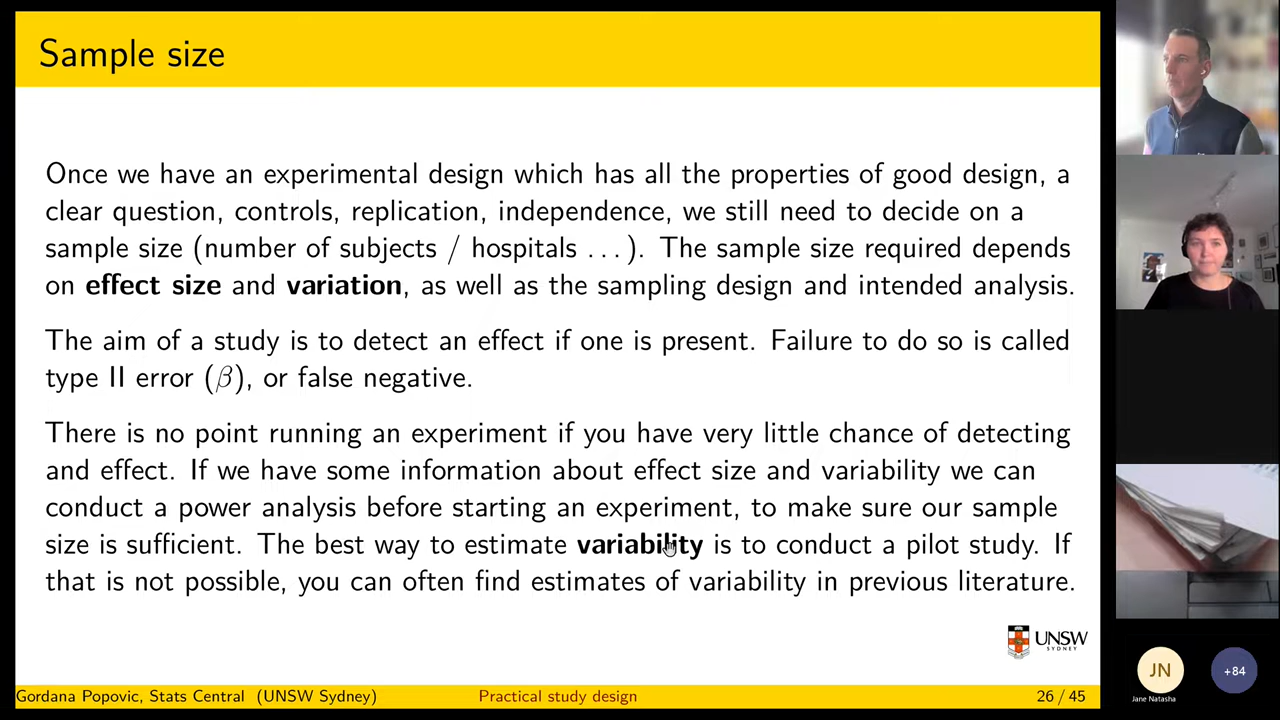 Sample size
Once we have an experimental design which has all the properties of good design, a
clear question, controls, replication, independence, we still need to decide on a
sample size (number of subjects / hospitals ...). The sample size required depends
on effect size and variation, as well as the sampling design and intended analysis.
The aim of a study is to detect an effect if one is present. Failure to do so is called
type II error (β), or false negative.
There is no point running an experiment if you have very little chance of detecting
and effect. If we have some information about effect size and variability we can
conduct a power analysis before starting an experiment, to make sure our sample
size is sufficient. The best way to estimate variability is to conduct a pilot study. If
that is not possible, you can often find estimates of variability in previous literature.
UNSW
SYDNEY
Gordana Popovic, Stats Central (UNSW Sydney)
Practical study design
26 / 45
JN
+84
Jane Natasha